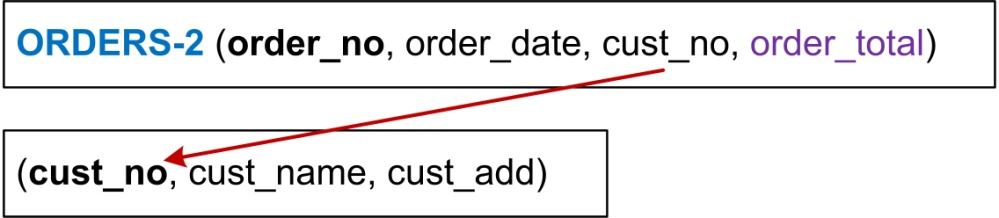 ORDERS-2 (order_no, order_date, cust_no, order_total)
(cust_no, cust_name, cust_add)